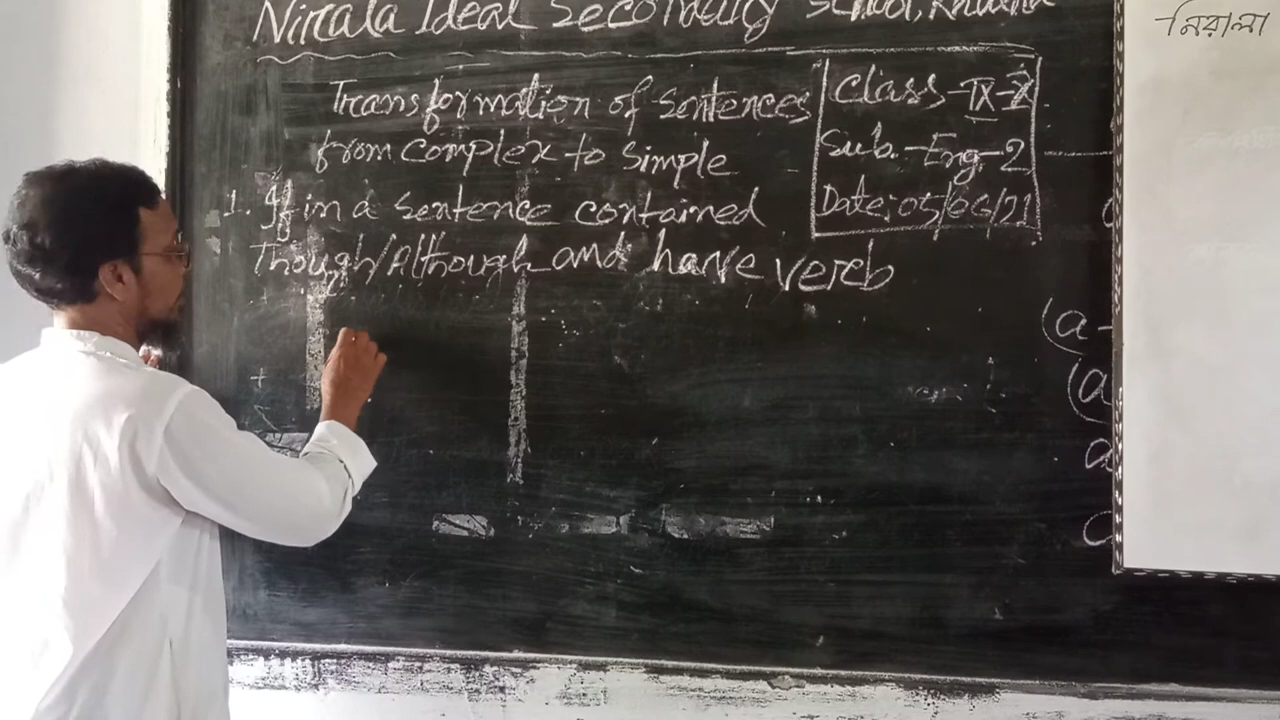 Nirala Ideal Secondary School, Khulna
Transformation of Sentences
from complex to simple
1. If in a sentence contained
Though/Although and have verb
Class-IX-X
Sub.-Eng-2
Date: 05/06/21
(a-
(a
a
নিরালা